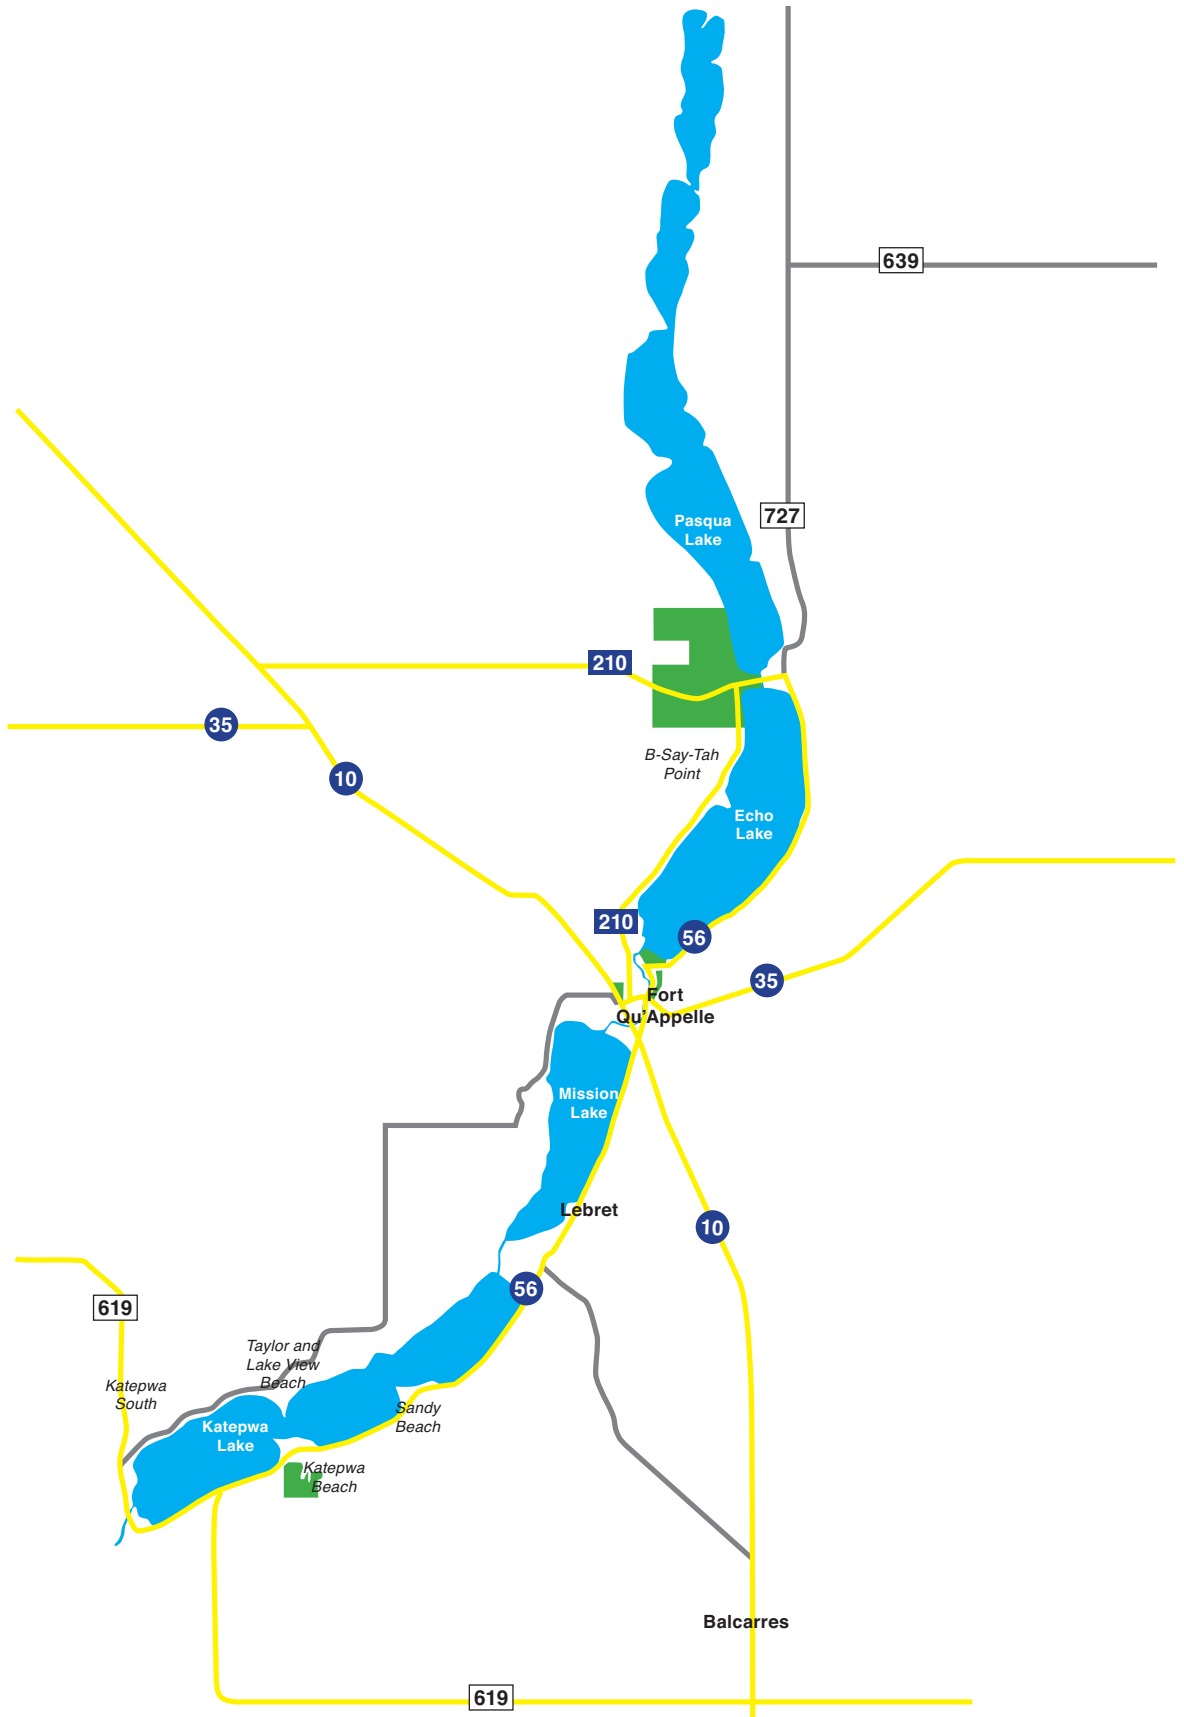 639
727
Pasqua
Lake
210
35
10
B-Say-Tah
Point
Echo
Lake
210
56
35
Fort
Qu'Appelle
Mission
Lake
Lebret
10
56
619
Taylor and
Lake View
Beach
Katepwa
South
Sandy
Beach
Katepwa
Lake
Katepwa
Beach
Balcarres
619